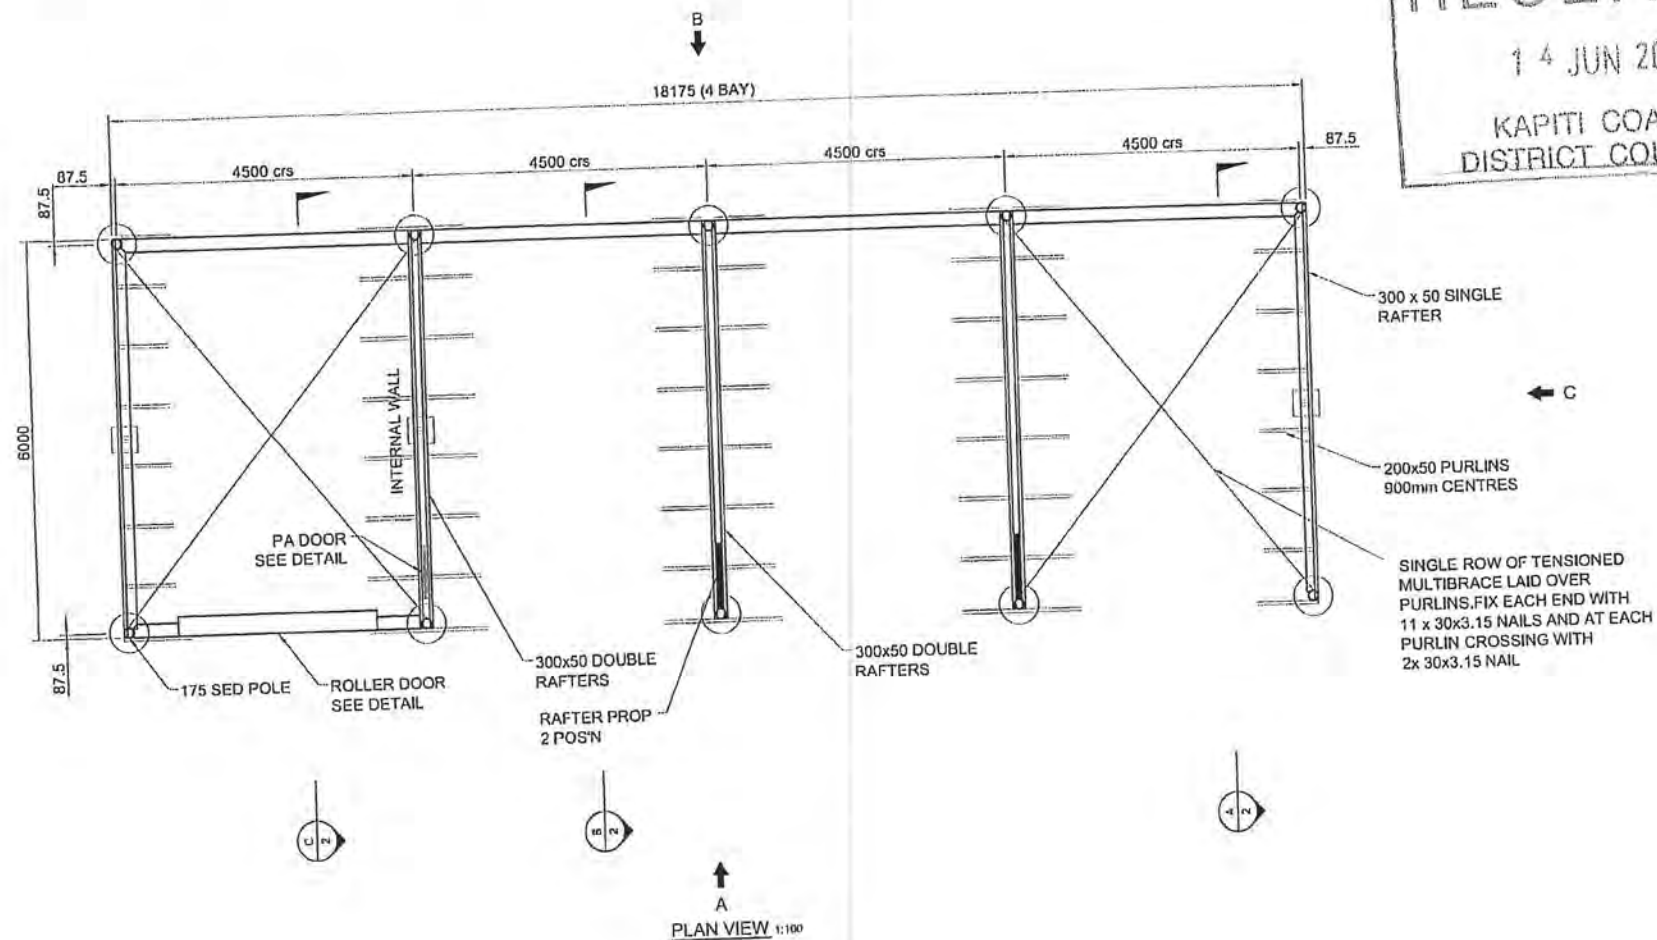 B
1 4 JUN
KAPITI
DISTRICT
18175 (4 BAY)
87.5
4500 crs
4500 crs
4500 crs
4500 crs
87.5
87.5
6000
87.5
INTERNAL WALL
PA DOOR
SEE DETAIL
300 x 50 SINGLE
RAFTER
C
200x50 PURLINS
900mm CENTRES
SINGLE ROW OF TENSIONED
MULTIBRACE LAID OVER
PURLINS.FIX EACH END WITH
11 x 30x3.15 NAILS AND AT EACH
PURLIN CROSSING WITH
2x 30x3.15 NAIL
175 SED POLE
ROLLER DOOR
SEE DETAIL
300x50 DOUBLE
RAFTERS
RAFTER PROP
2 POS'N
300x50 DOUBLE
RAFTERS
C
2
B
2
A
2
A
PLAN VIEW 1:100